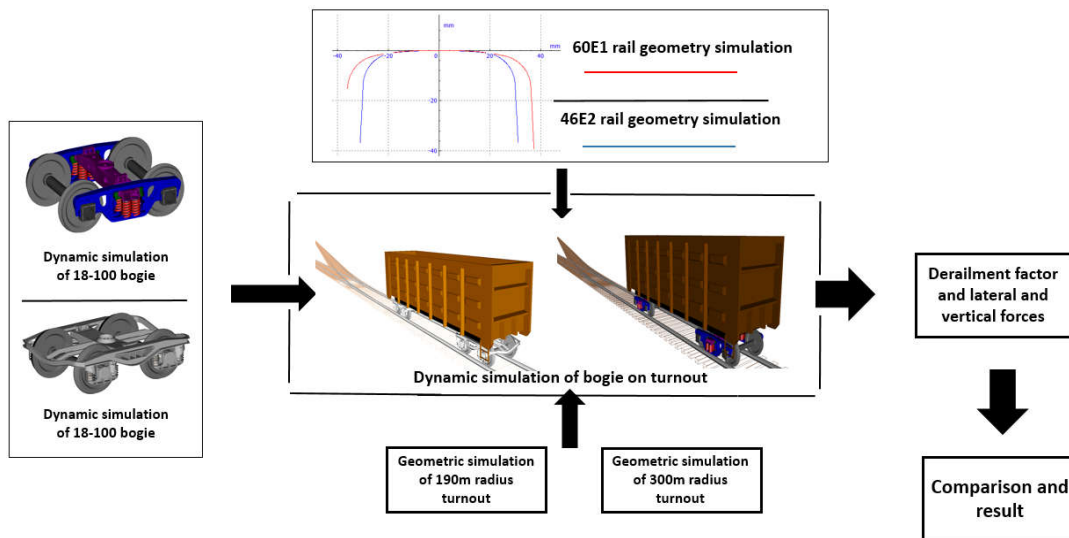 mm
mm
-40
-20
0
20
40
-20
-40
60E1 rail geometry simulation
46E2 rail geometry simulation
Dynamic simulation
of 18-100 bogie
Dynamic simulation
of 18-100 bogie
Dynamic simulation of bogie on turnout
Derailment factor
and lateral and
vertical forces
Geometric simulation
of 190m radius
turnout
Geometric simulation
of 300m radius
turnout
Comparison and
result